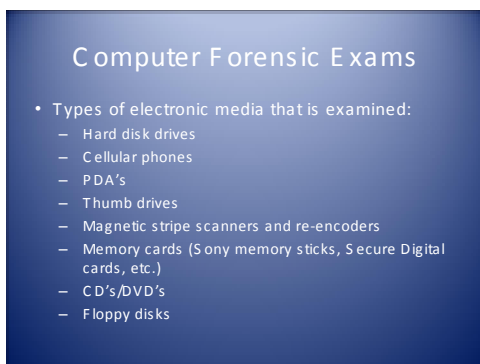 Computer Forensic Exams
• Types of electronic media that is examined:
– Hard disk drives
– Cellular phones
– PDA's
– Thumb drives
– Magnetic stripe scanners and re-encoders
– Memory cards (Sony memory sticks, Secure Digital
cards, etc.)
– CD's/DVD's
– Floppy disks